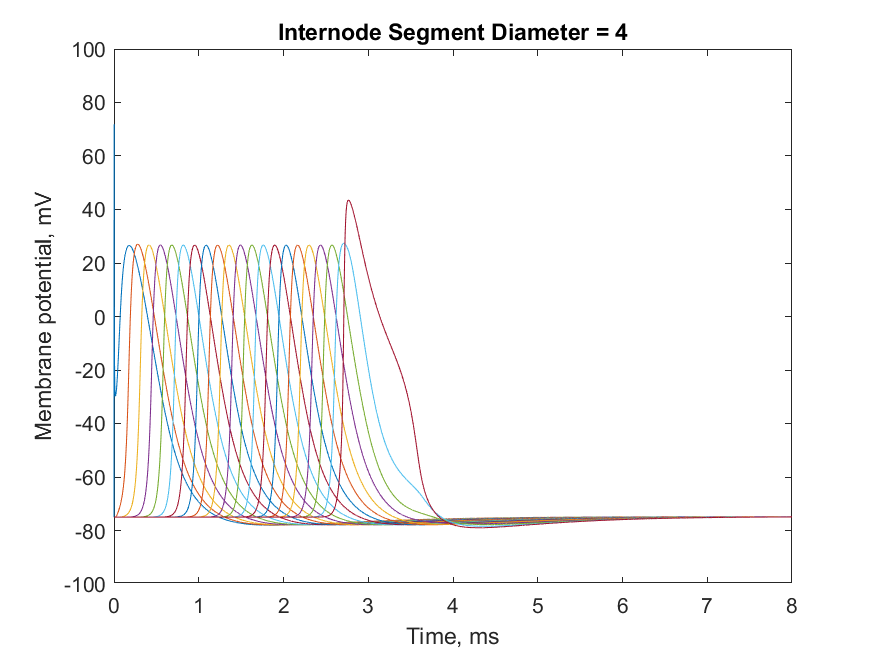 Internode Segment Diameter = 4
100
80
60
40
20
0
-20
-40
-60
-80
-100
Membrane potential, mV
0 1 2 3 4 5 6 7 8
Time, ms